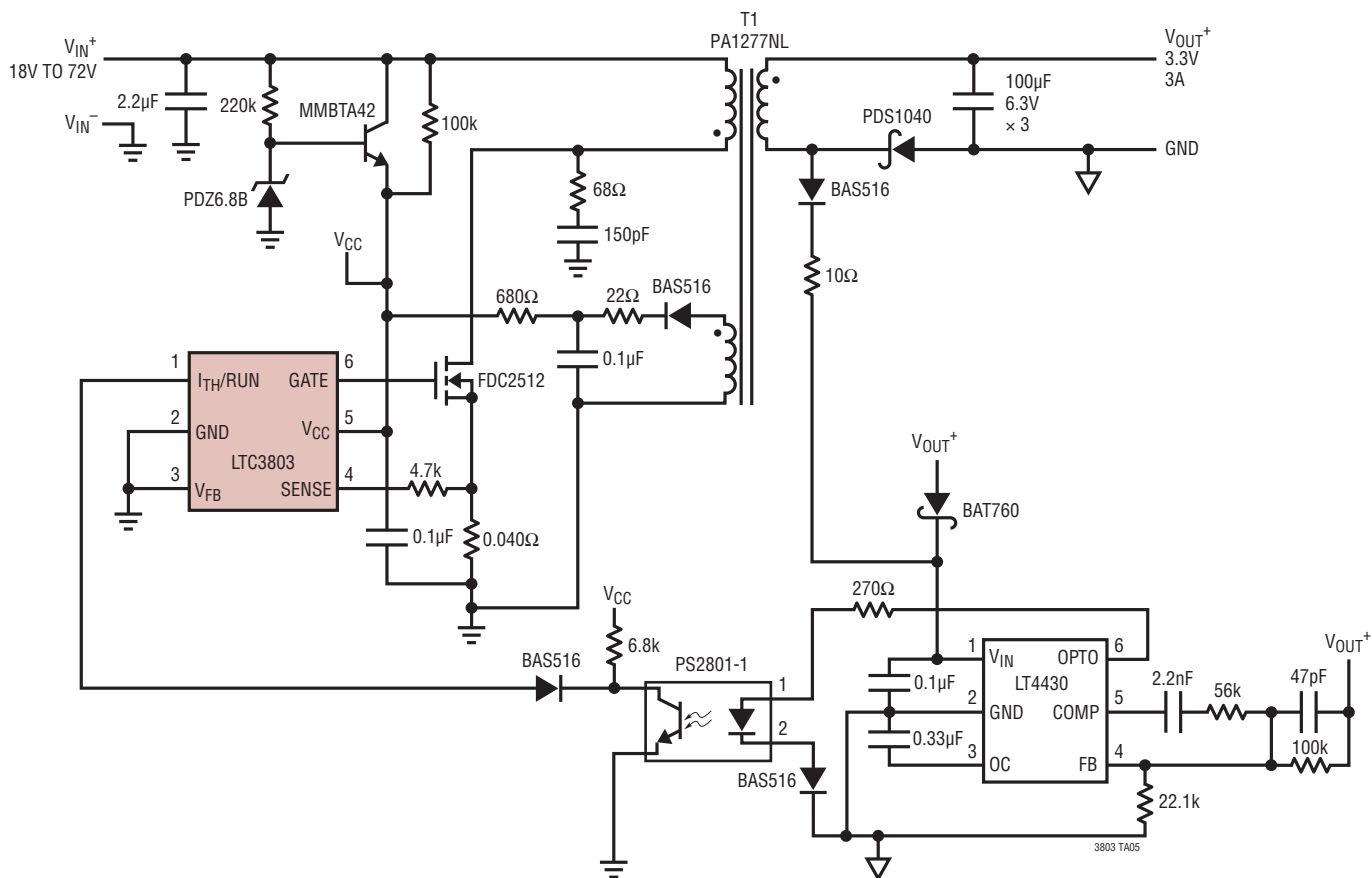 T1
PA1277NL
VIN+
18V TO 72V
VIN−
2.2µF
220k
MMBTA42
100k
PDZ6.8B
VCC
68Ω
150pF
VOUT+
3.3V
3A
100µF
6.3V
× 3
PDS1040
GND
BAS516
10Ω
680Ω
22Ω
BAS516
0.1µF
FDC2512
1
ITH/RUN
GATE
6
2
GND
VCC
5
LTC3803
3
VFB
SENSE
4
4.7k
0.1µF
0.040Ω
VOUT+
BAT760
270Ω
VCC
6.8k
BAS516
PS2801-1
1
2
BAS516
1
VIN
OPTO
6
LT4430
0.1µF
2
GND
COMP
5
0.33µF
3
OC
FB
4
2.2nF
56k
47pF
VOUT+
100k
22.1k
3803 TA05